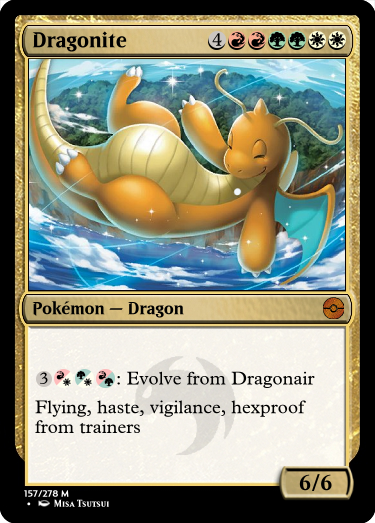 Dragonite 4
Pokémon — Dragon
3 : Evolve from Dragonair
Flying, haste, vigilance, hexproof
from trainers
6/6
157/278 M
• Misa Tsutsui